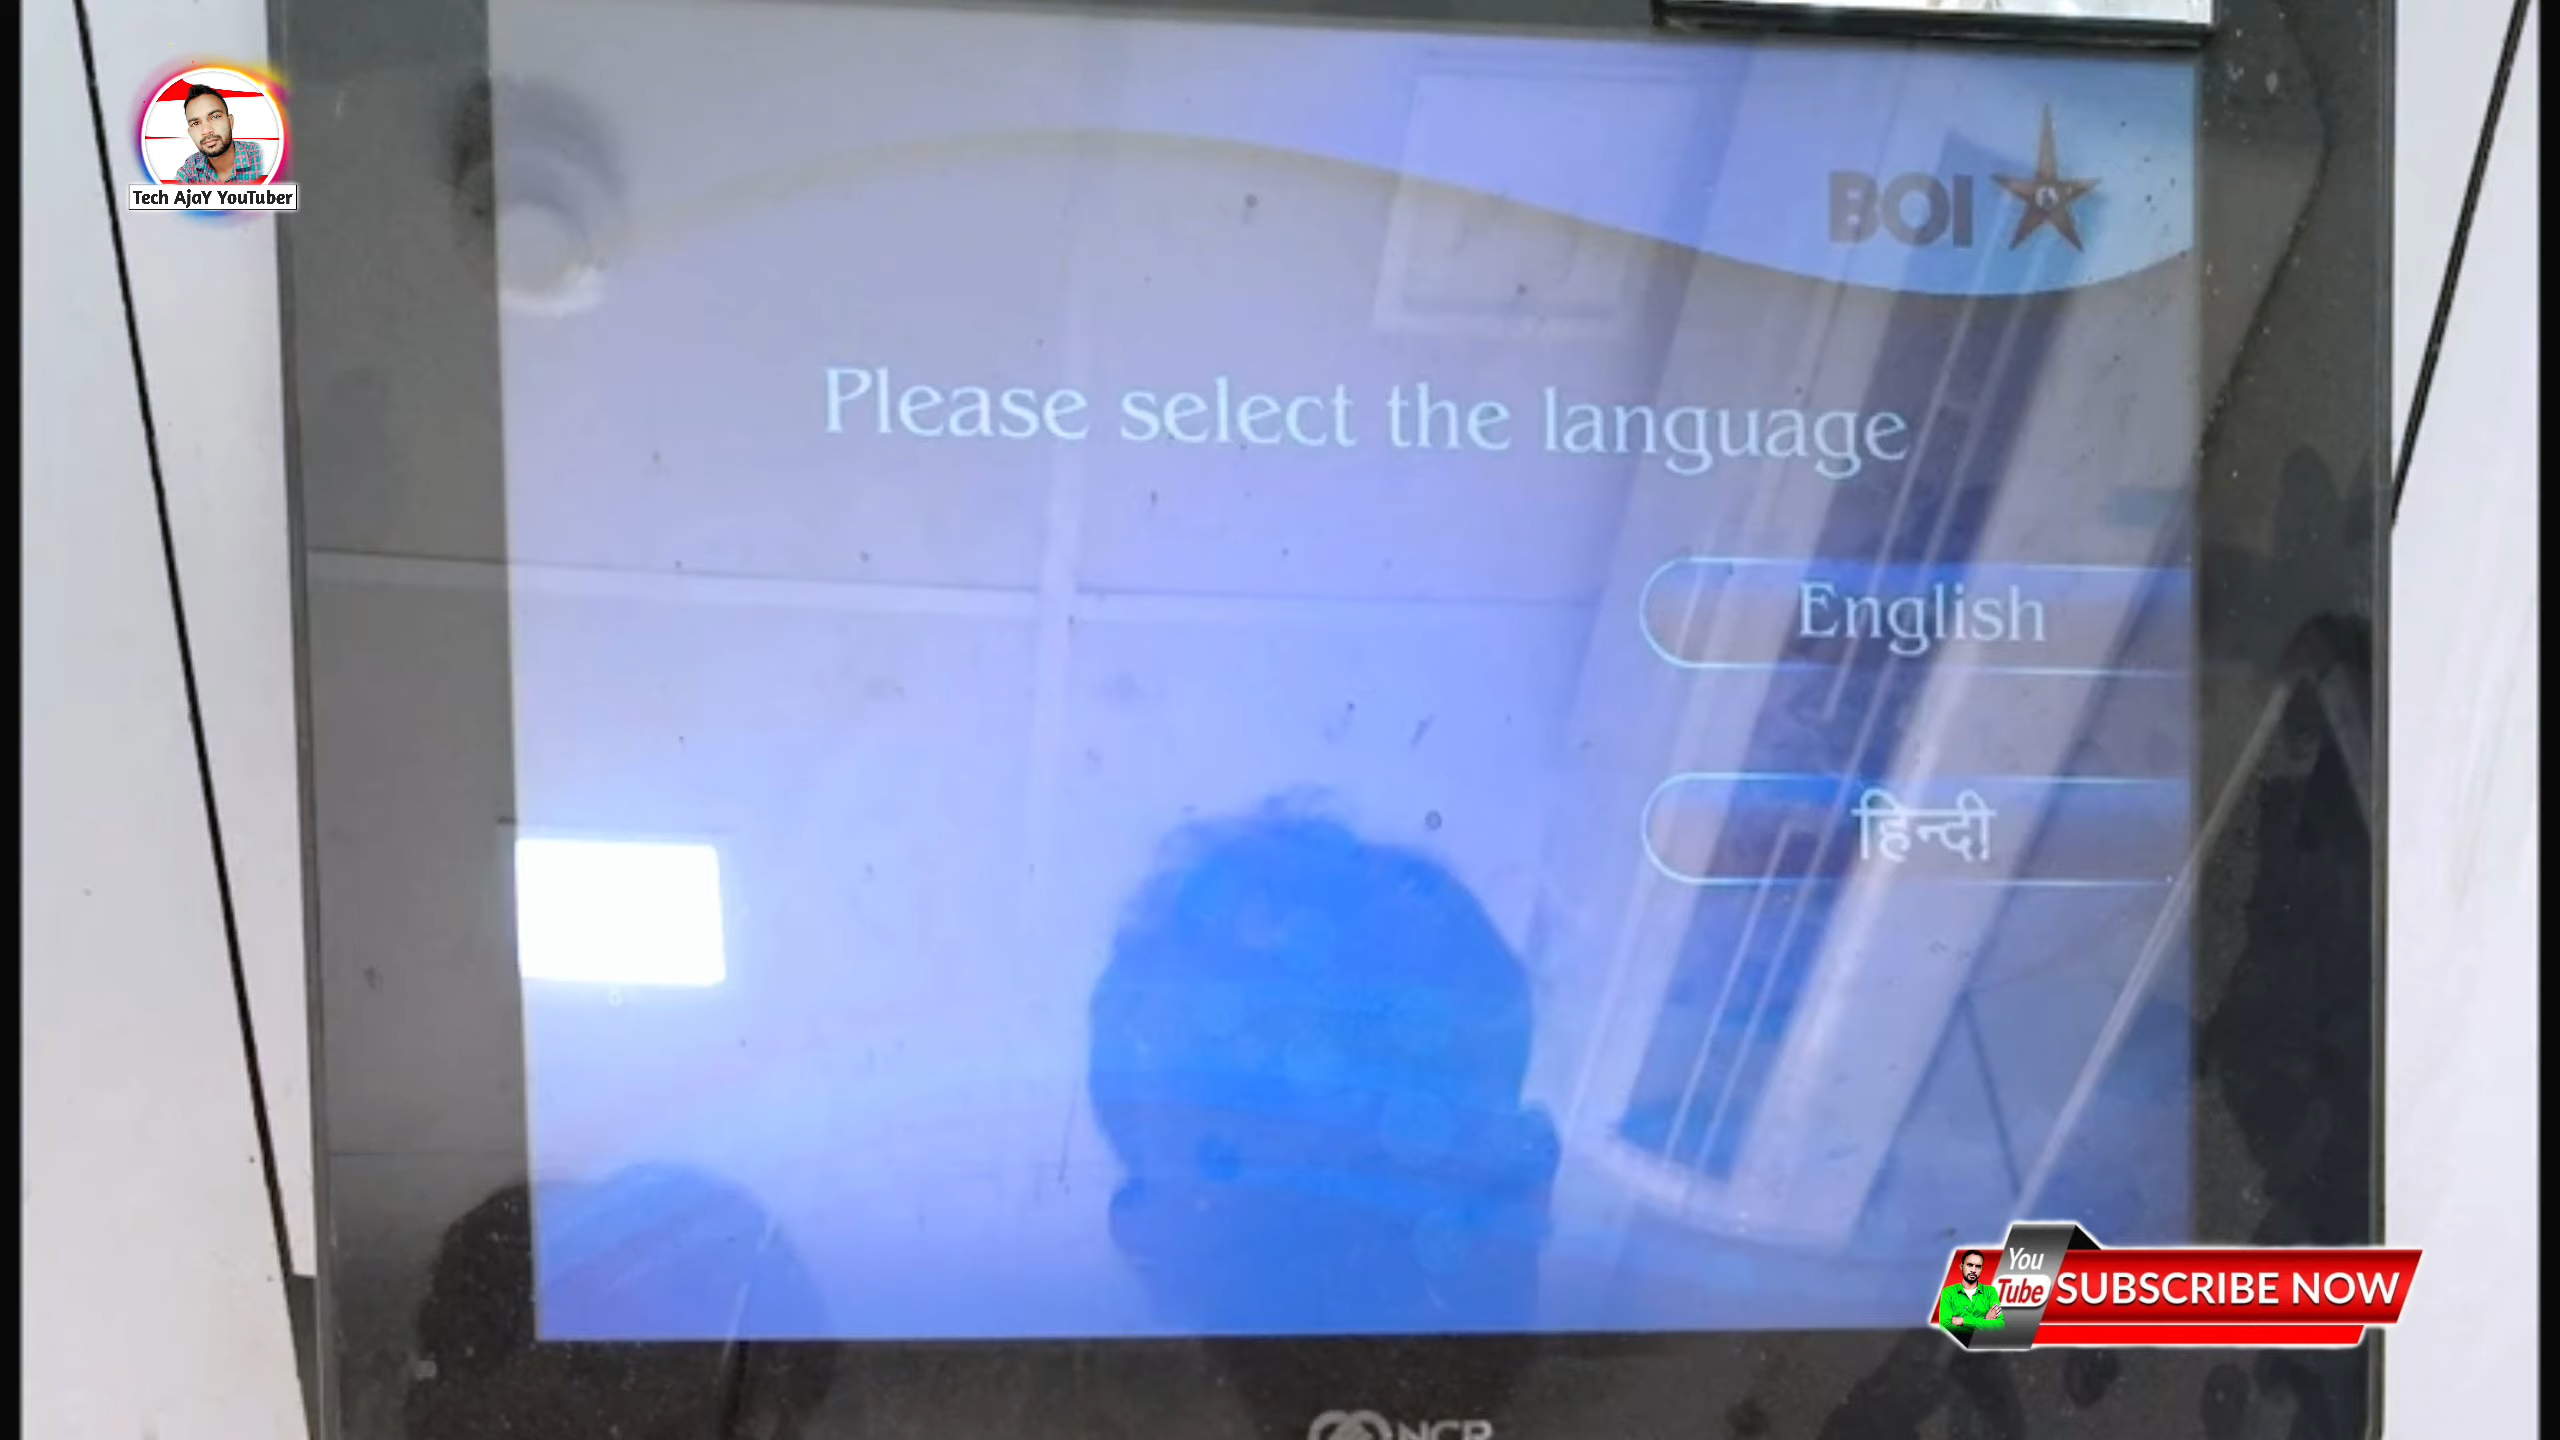 Tech AjaY YouTuber
BOI
Please select the language
English
हिन्दी
You
Tube SUBSCRIBE NOW
NCR